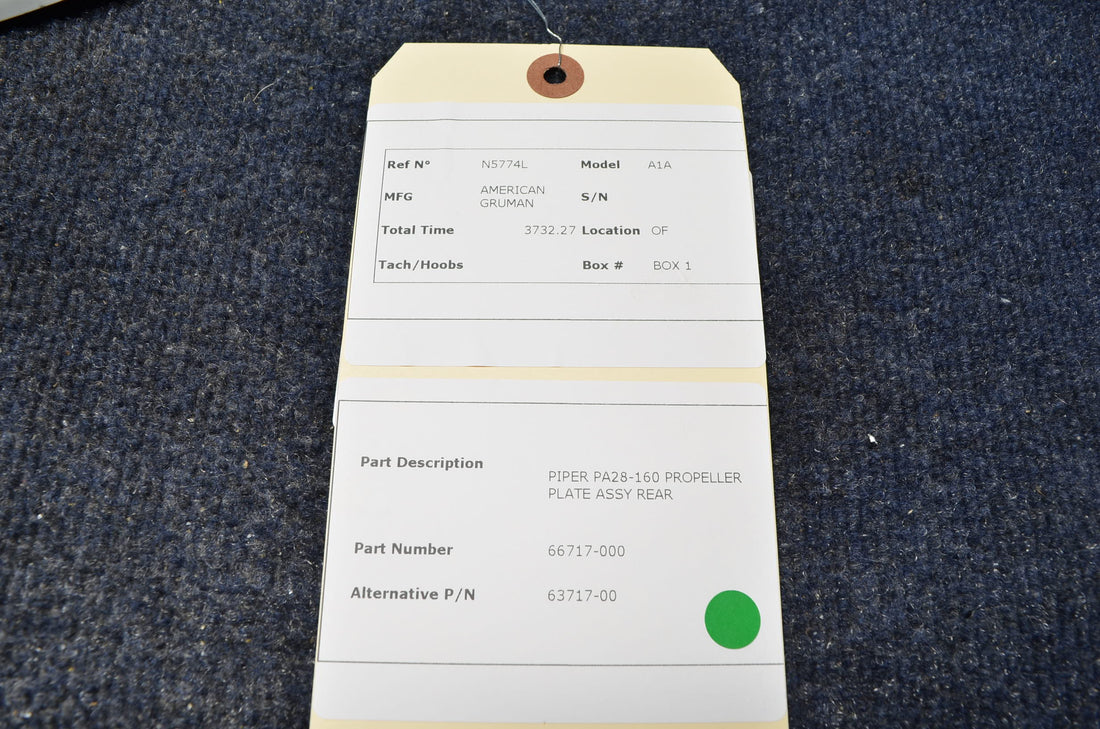 Ref N° N5774L Model A1A
MFG AMERICAN GRUMAN S/N
Total Time 3732.27 Location OF
Tach/Hoobs Box # BOX 1
Part Description
PIPER PA28-160 PROPELLER
PLATE ASSY REAR
Part Number 66717-000
Alternative P/N 63717-00